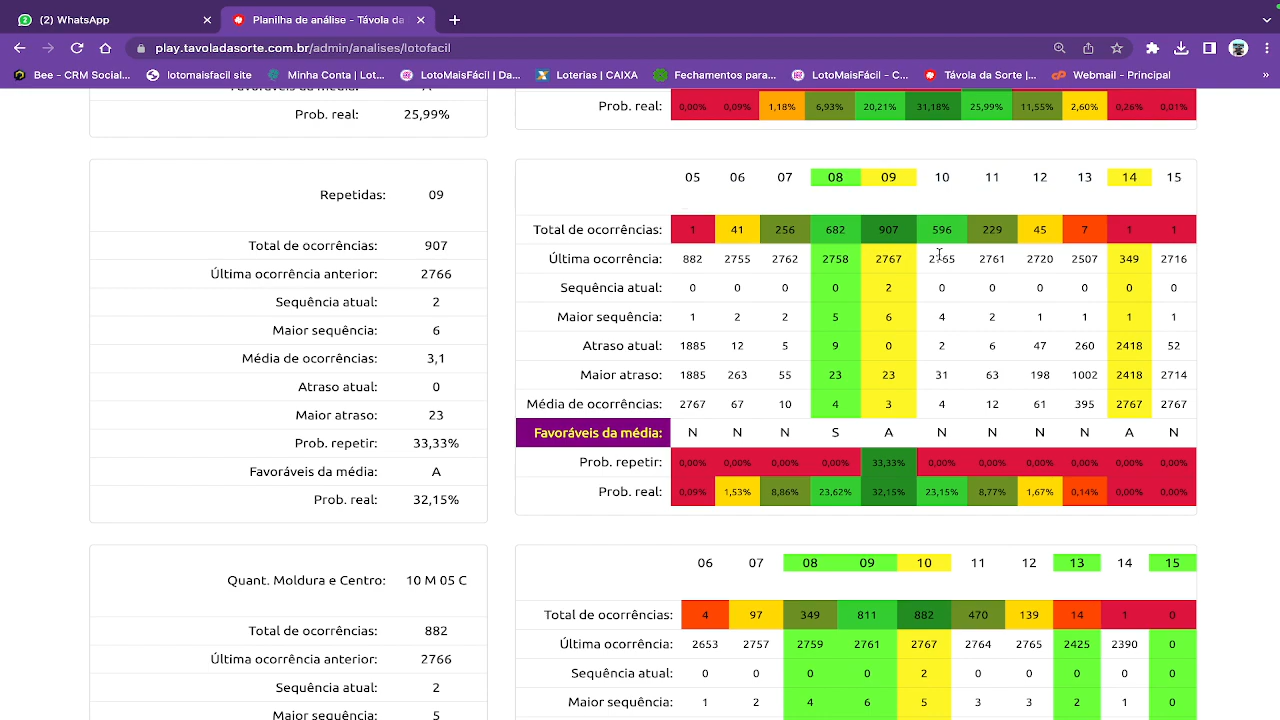 (2) WhatsApp
Planilha de análise - Távola da
play.tavoladasorte.com.br/admin/analises/lotofacil
Bee - CRM Social... lotomaisfacil site Minha Conta | Lot... LotoMaisFácil | Da... Loterias | CAIXA Fechamentos para... LotoMaisFácil - C... Távola da Sorte |... Webmail - Principal »
Prob. real: 25,99%
Prob. real: 0,00% 0,09% 1,18% 6,93% 20,21% 31,18% 25,99% 11,55% 2,60% 0,26% 0,01%
Repetidas: 09
Total de ocorrências: 907
Última ocorrência anterior: 2766
Sequência atual: 2
Maior sequência: 6
Média de ocorrências: 3,1
Atraso atual: 0
Maior atraso: 23
Prob. repetir: 33,33%
Favoráveis da média: A
Prob. real: 32,15%
05 06 07 08 09 10 11 12 13 14 15
Total de ocorrências: 1 41 256 682 907 596 229 45 7 1 1
Última ocorrência: 882 2755 2762 2758 2767 2765 2761 2720 2507 349 2716
Sequência atual: 0 0 0 0 2 0 0 0 0 0 0
Maior sequência: 1 2 2 5 6 4 2 1 1 1 1
Atraso atual: 1885 12 5 9 0 2 6 47 260 2418 52
Maior atraso: 1885 263 55 23 23 31 63 198 1002 2418 2714
Média de ocorrências: 2767 67 10 4 3 4 12 61 395 2767 2767
Favoráveis da média: N N N S A N N N N A N
Prob. repetir: 0,00% 0,00% 0,00% 0,00% 33,33% 0,00% 0,00% 0,00% 0,00% 0,00% 0,00%
Prob. real: 0,09% 1,53% 8,86% 23,62% 32,15% 23,15% 8,77% 1,67% 0,14% 0,00% 0,00%
Quant. Moldura e Centro: 10 M 05 C
Total de ocorrências: 882
Última ocorrência anterior: 2766
Sequência atual: 2
Maior sequência: 5
06 07 08 09 10 11 12 13 14 15
Total de ocorrências: 4 97 349 811 882 470 139 14 1 0
Última ocorrência: 2653 2757 2759 2761 2767 2764 2765 2425 2390 0
Sequência atual: 0 0 0 0 2 0 0 0 0 0
Maior sequência: 1 2 4 6 5 3 3 2 1 0